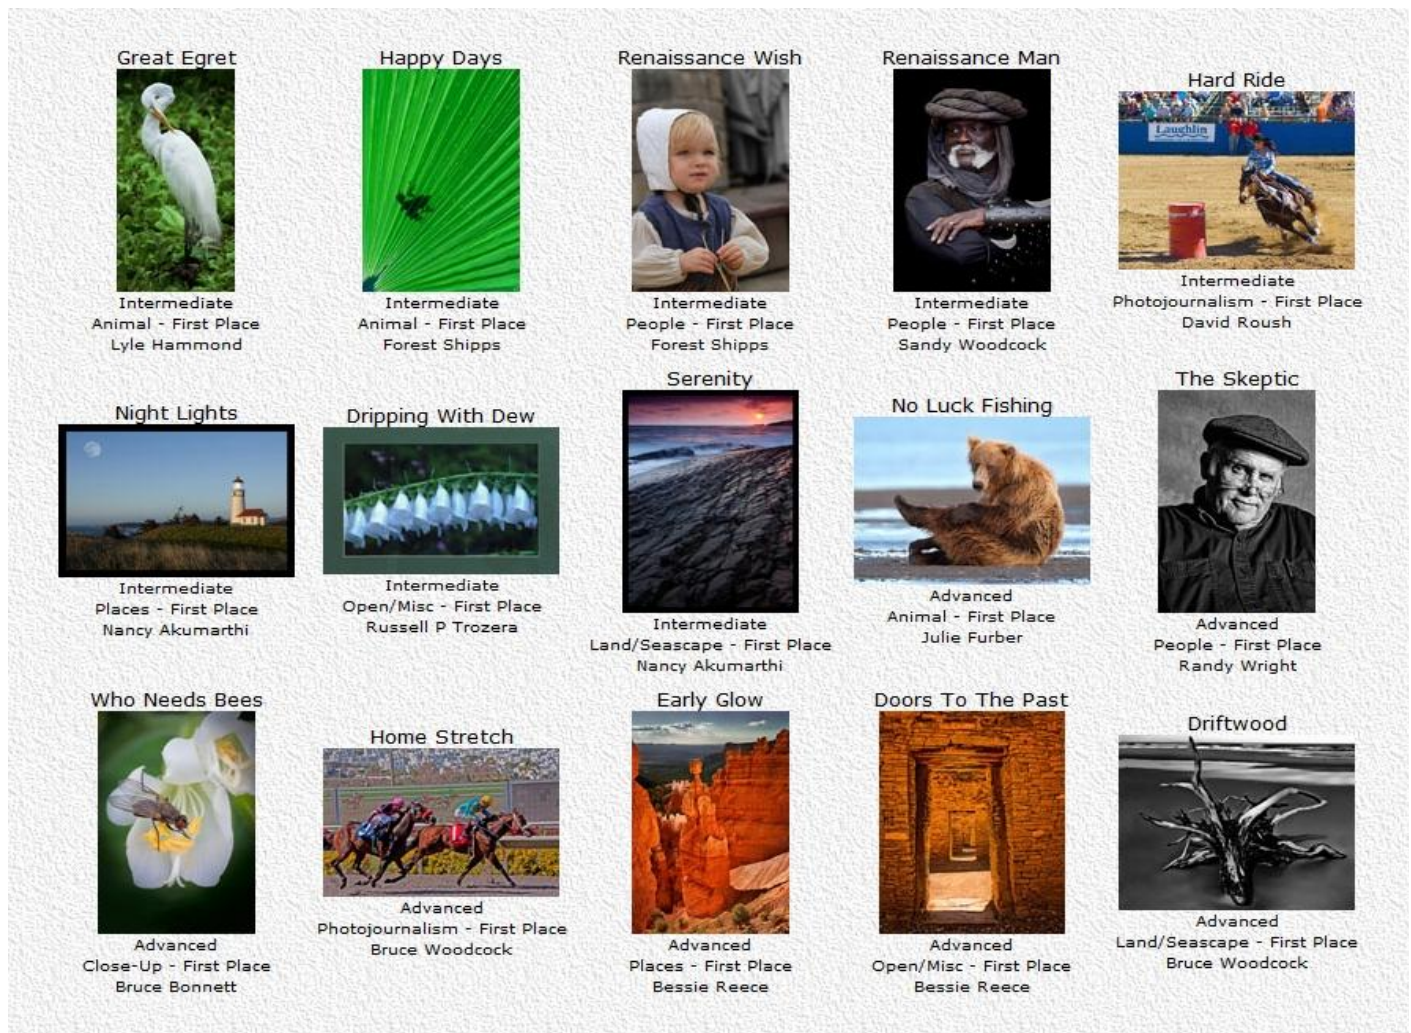 Great Egret
Intermediate
Animal - First Place
Lyle Hammond
Happy Days
Intermediate
Animal - First Place
Forest Shipps
Renaissance Wish
Intermediate
People - First Place
Forest Shipps
Renaissance Man
Intermediate
People - First Place
Sandy Woodcock
Hard Ride
Laughlin
Intermediate
Photojournalism - First Place
David Roush
Night Lights
Intermediate
Places - First Place
Nancy Akumarthi
Dripping With Dew
Intermediate
Open/Misc - First Place
Russell P Trozera
Serenity
Intermediate
Land/Seascape - First Place
Nancy Akumarthi
No Luck Fishing
Advanced
Animal - First Place
Julie Furber
The Skeptic
Advanced
People - First Place
Randy Wright
Who Needs Bees
Advanced
Close-Up - First Place
Bruce Bonnett
Home Stretch
Advanced
Photojournalism - First Place
Bruce Woodcock
Early Glow
Advanced
Places - First Place
Bessie Reece
Doors To The Past
Advanced
Open/Misc - First Place
Bessie Reece
Driftwood
Advanced
Land/Seascape - First Place
Bruce Woodcock